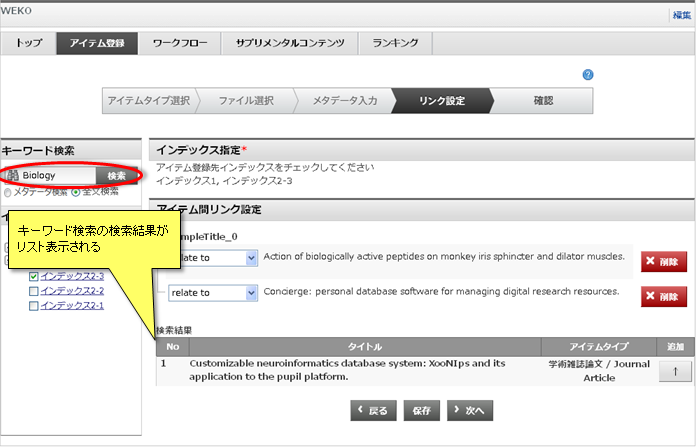 WEKO
編集
トップ アイテム登録 ワークフロー サプリメンタルコンテンツ ランキング
アイテムタイプ選択 ファイル選択 メタデータ入力 リンク設定 確認
キーワード検索
Biology 検索
メタデータ検索 全文検索
キーワード検索の検索結果が
リスト表示される
インデックス2-3
インデックス2-2
インデックス2-1
インデックス指定*
アイテム登録先インデックスをチェックしてください
インデックス1, インデックス2-3
アイテム間リンク設定
mpleTitle_0
ate to Action of biologically active peptides on monkey iris sphincter and dilator muscles. 削除
relate to Concierge: personal database software for managing digital research resources. 削除
検索結果
No タイトル アイテムタイプ 追加
1 Customizable neuroinformatics database system: XooNIps and its 学術雑誌論文 / Journal ↑
application to the pupil platform. Article
戻る 保存 次へ